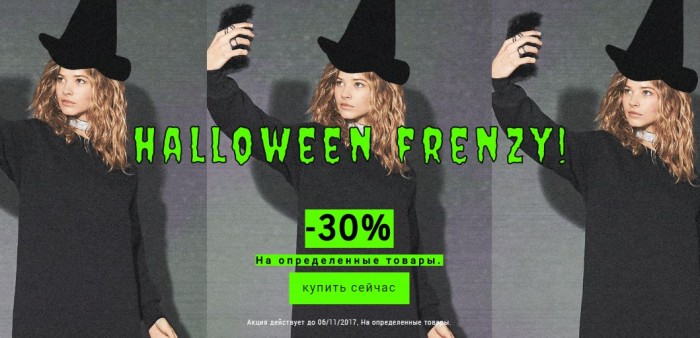 HALLOWEEN FRENZY!
-30%
На определенные товары.
купить сейчас
Акция действует до 06/11/2017. На определенные товары.